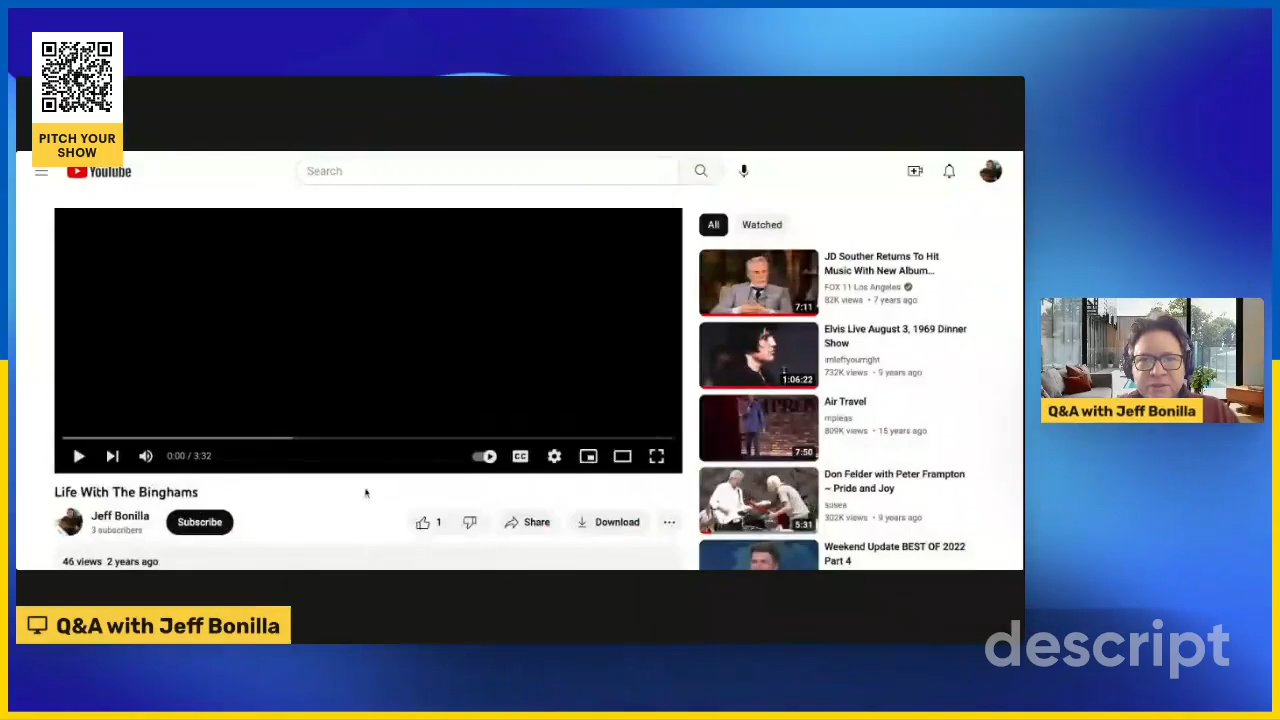 PITCH YOUR
SHOW
YouTube
Search
All
Watched
JD Souther Returns To Hit
Music With New Album...
FOX 11 Los Angeles
82K views • 7 years ago
7:11
Elvis Live August 3, 1969 Dinner
Show
imleftyourright
732K views • 9 years ago
1:06:22
Air Travel
mpieas
809K views • 15 years ago
7:50
Don Felder with Peter Frampton
~ Pride and Joy
susea
302K views • 9 years ago
5:31
Weekend Update BEST OF 2022
Part 4
0:00 / 3:32
CC
Life With The Binghams
Jeff Bonilla
3 subscribers
Subscribe
1
Share
Download
46 views 2 years ago
Q&A with Jeff Bonilla
Q&A with Jeff Bonilla
descript